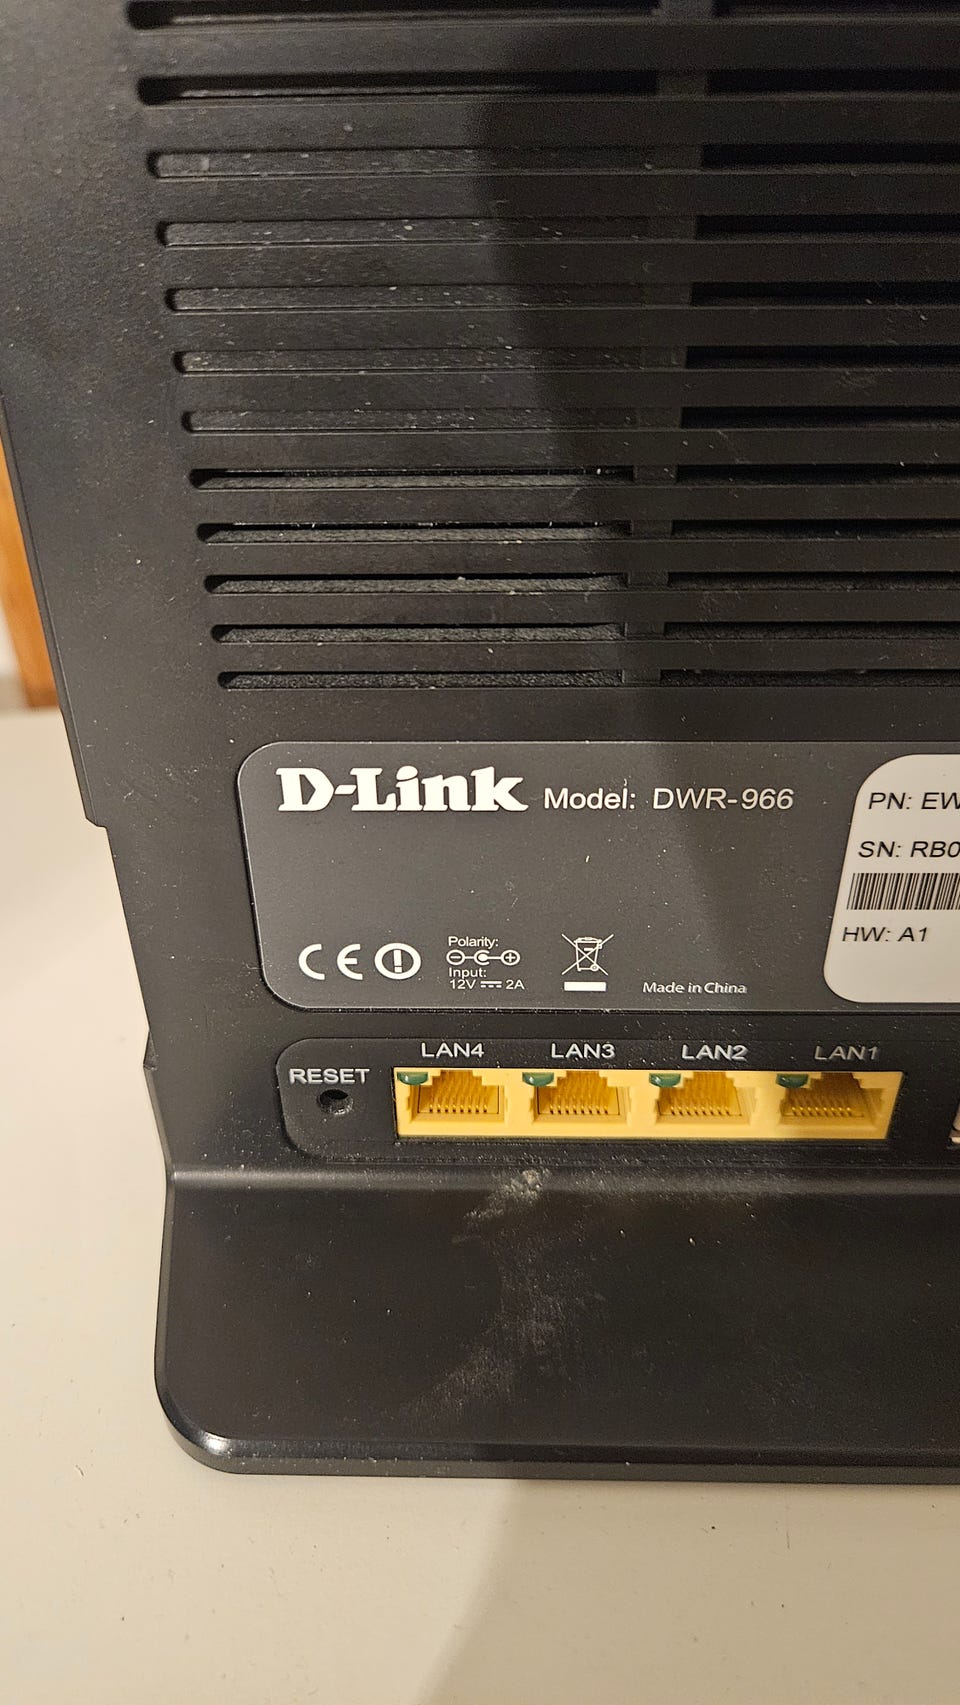 D-Link Model: DWR-966
PN: EW
SN: RB0
HW: A1
CE
Polarity:
Input:
12V 2A
Made in China
LAN4 LAN3 LAN2 LAN1
RESET